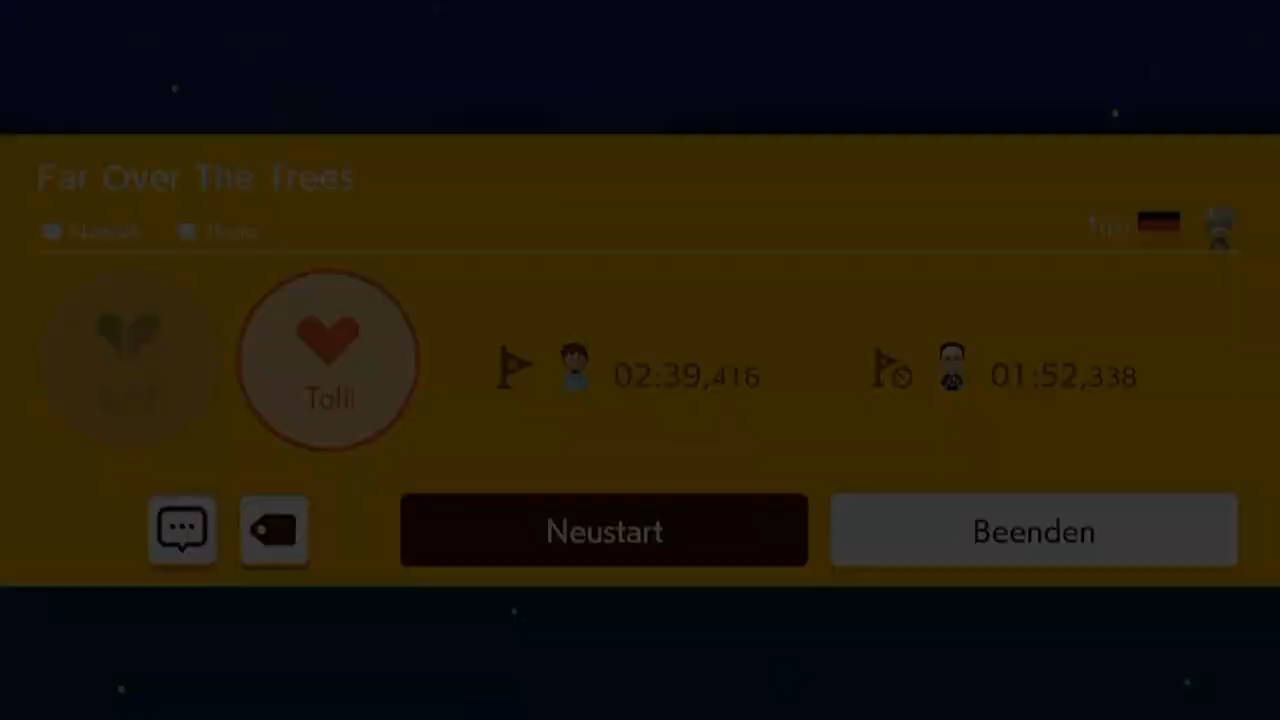 Far Over The Trees
Toll!
02:39,416
01:52,338
Neustart
Beenden